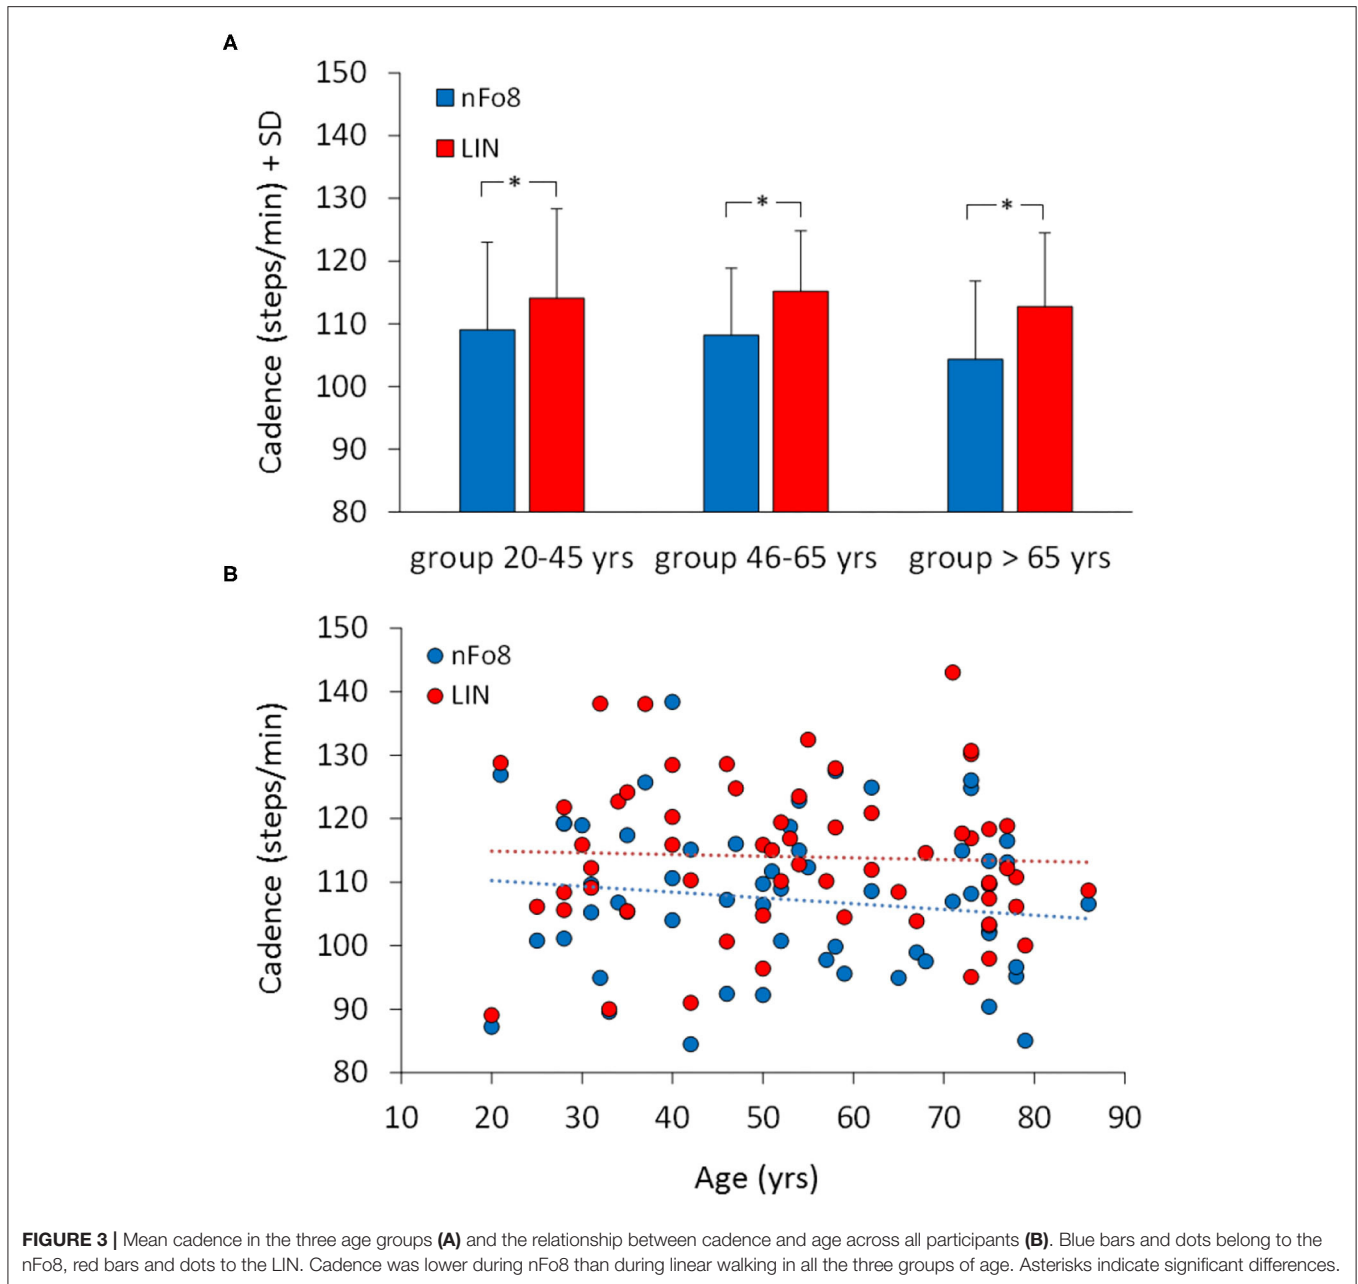 A
Cadence (steps/min) + SD
150
140
130
120
110
100
90
80
nFo8
LIN
*
*
*
group 20-45 yrs group 46-65 yrs group > 65 yrs
B
Cadence (steps/min)
150
140
130
120
110
100
90
80
nFo8
LIN
10 20 30 40 50 60 70 80 90
Age (yrs)
FIGURE 3 | Mean cadence in the three age groups (A) and the relationship between cadence and age across all participants (B). Blue bars and dots belong to the
nFo8, red bars and dots to the LIN. Cadence was lower during nFo8 than during linear walking in all the three groups of age. Asterisks indicate significant differences.